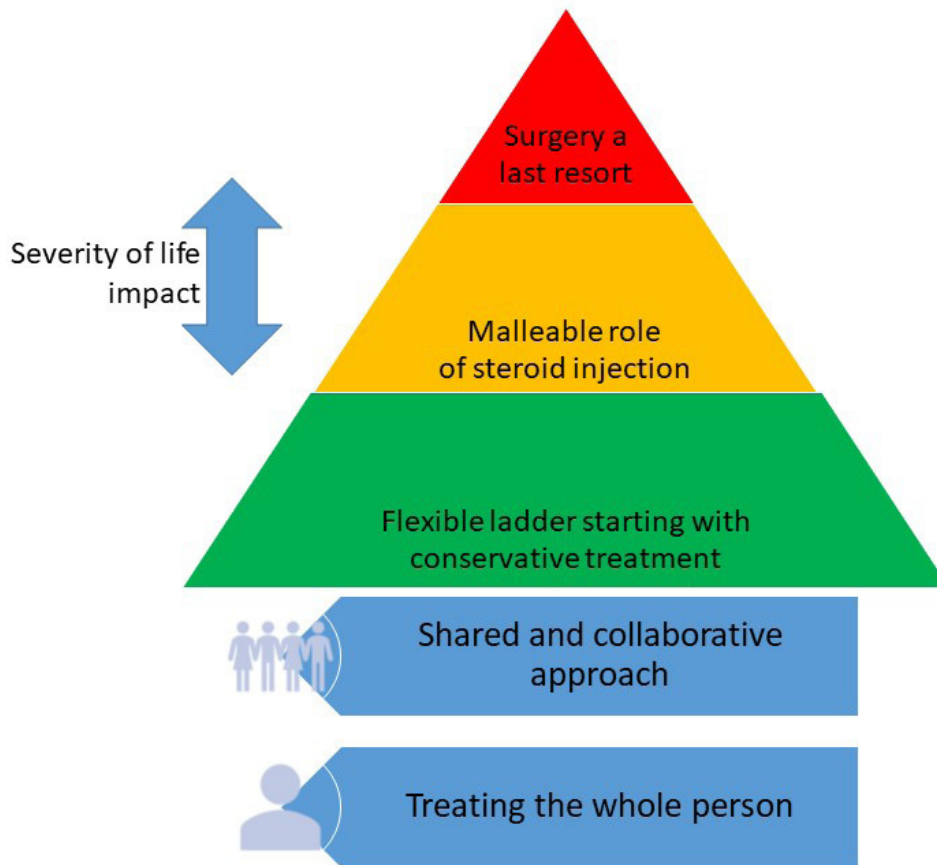 Surgery a
last resort
Severity of life
impact
Malleable role
of steroid injection
Flexible ladder starting with
conservative treatment
Shared and collaborative
approach
Treating the whole person